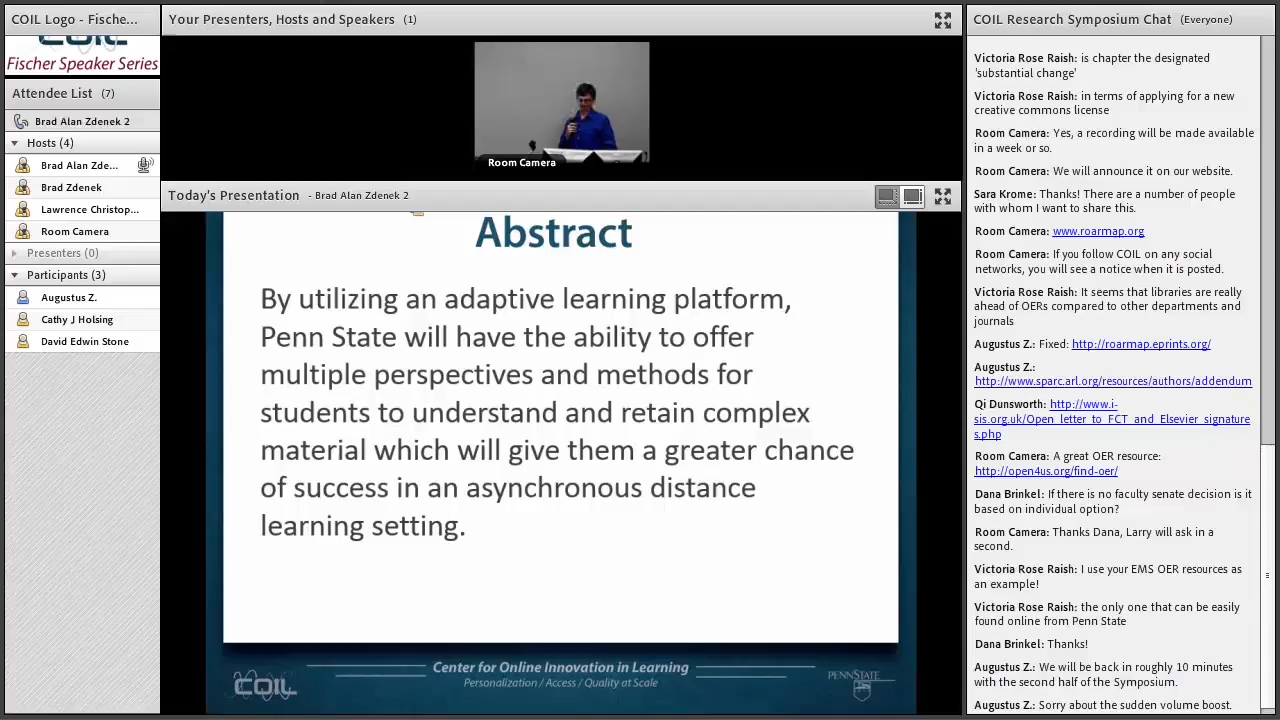 COIL Logo - Fische...
COIL
Fischer Speaker Series
Attendee List (7)
Brad Alan Zdenek 2
Hosts (4)
Brad Alan Zde...
Brad Zdenek
Lawrence Christop...
Room Camera
Presenters (0)
Participants (3)
Augustus Z.
Cathy J Holsing
David Edwin Stone
Your Presenters, Hosts and Speakers (1)
Room Camera
Today's Presentation - Brad Alan Zdenek 2
Abstract
By utilizing an adaptive learning platform,
Penn State will have the ability to offer
multiple perspectives and methods for
students to understand and retain complex
material which will give them a greater chance
of success in an asynchronous distance
learning setting.
COIL
Center for Online Innovation in Learning
Personalization / Access / Quality at Scale
PENNSTATE
COIL Research Symposium Chat (Everyone)
Victoria Rose Raish: is chapter the designated
'substantial change'
Victoria Rose Raish: in terms of applying for a new
creative commons license
Room Camera: Yes, a recording will be made available
in a week or so.
Room Camera: We will announce it on our website.
Sara Krome: Thanks! There are a number of people
with whom I want to share this.
Room Camera: www.roarmap.org
Room Camera: If you follow COIL on any social
networks, you will see a notice when it is posted.
Victoria Rose Raish: It seems that libraries are really
ahead of OERs compared to other departments and
journals
Augustus Z.: Fixed: http://roarmap.eprints.org/
Augustus Z.:
http://www.sparc.arl.org/resources/authors/addendum
Qi Dunsworth: http://www.i-
sis.org.uk/Open_letter_to_FCT_and_Elsevier_signature
s.php
Room Camera: A great OER resource:
http://open4us.org/find-oer/
Dana Brinkel: If there is no faculty senate decision is it
based on individual option?
Room Camera: Thanks Dana, Larry will ask in a
second.
Victoria Rose Raish: I use your EMS OER resources as
an example!
Victoria Rose Raish: the only one that can be easily
found online from Penn State
Dana Brinkel: Thanks!
Augustus Z.: We will be back in roughly 10 minutes
with the second half of the Symposium.
Augustus Z.: Sorry about the sudden volume boost.